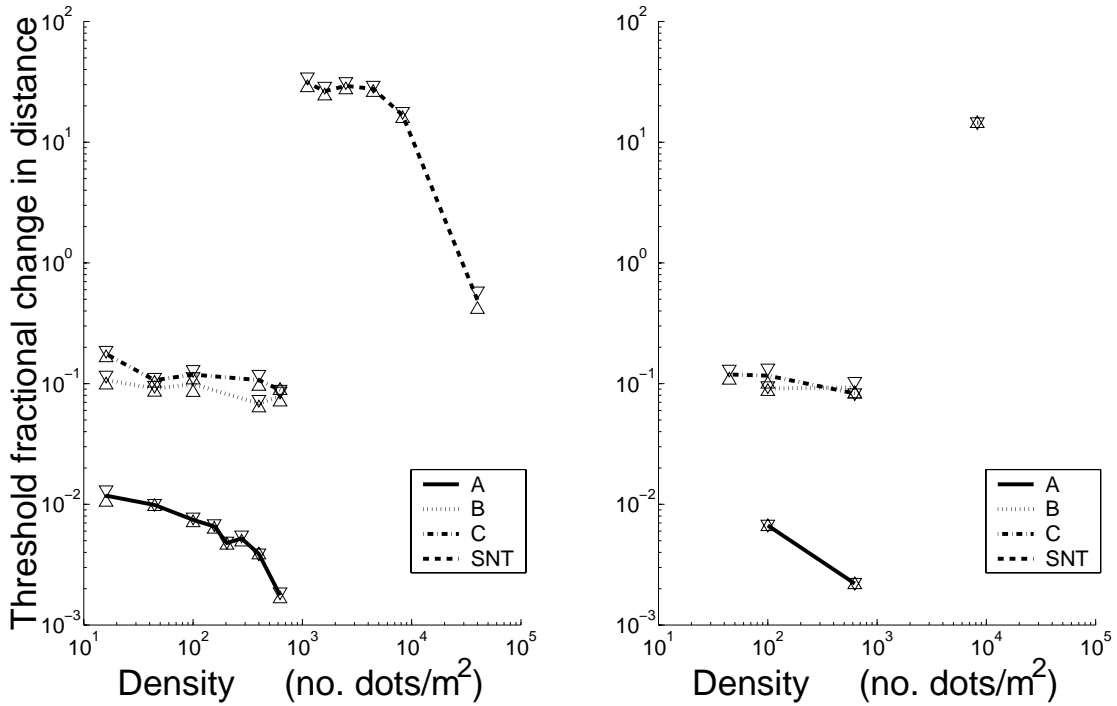 Threshold fractional change in distance
10^2
10^1
10^0
10^−1
10^−2
10^−3
10^1
10^2
10^3
10^4
10^5
Density (no. dots/m^2)
A
B
C
SNT
10^2
10^1
10^0
10^−1
10^−2
10^−3
10^1
10^2
10^3
10^4
10^5
Density (no. dots/m^2)
A
B
C
SNT